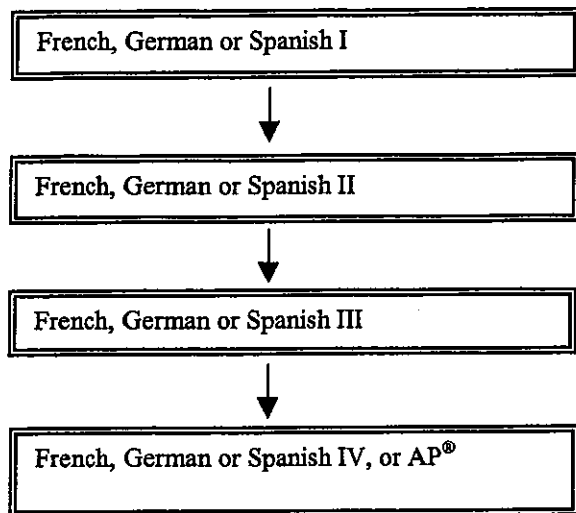 French, German or Spanish I
French, German or Spanish II
French, German or Spanish III
French, German or Spanish IV, or AP®